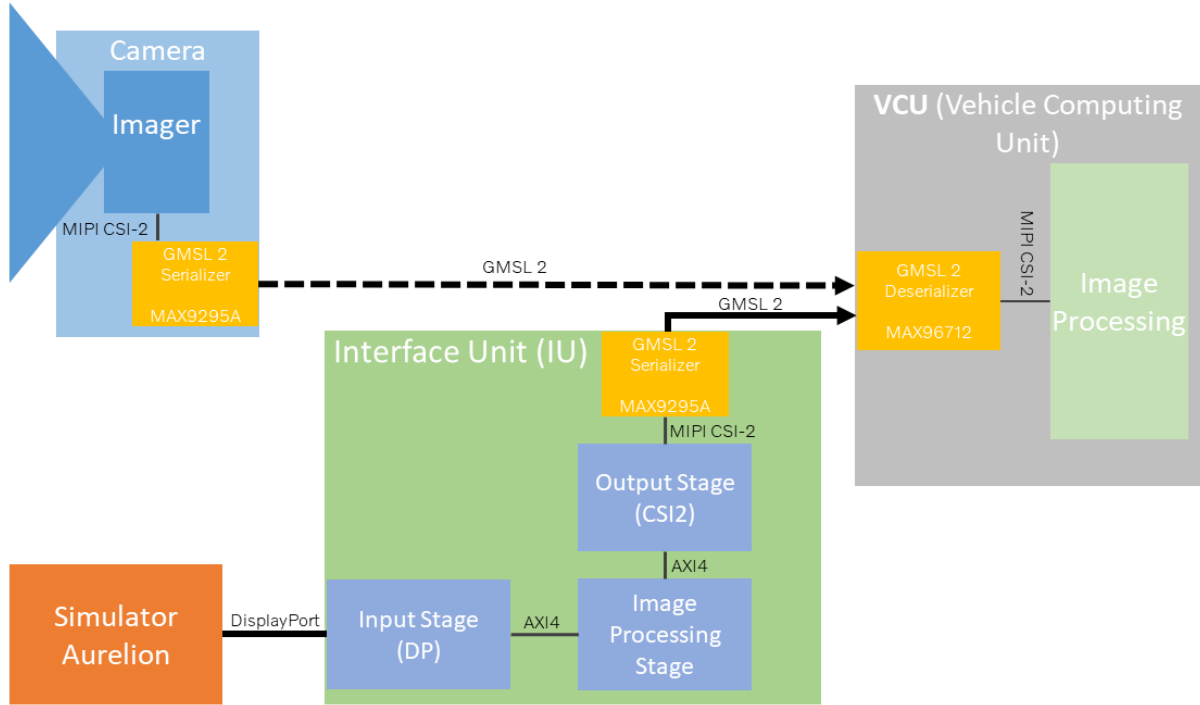 Camera
Imager
MIPI CSI-2
GMSL 2
Serializer
MAX9295A
GMSL 2
VCU (Vehicle Computing
Unit)
GMSL 2
Deserializer
MAX96712
MIPI CSI-2
Image
Processing
GMSL 2
Interface Unit (IU)
GMSL 2
Serializer
MAX9295A
MIPI CSI-2
Output Stage
(CSI2)
AXI4
Simulator
Aurelion
DisplayPort
Input Stage
(DP)
AXI4
Image
Processing
Stage